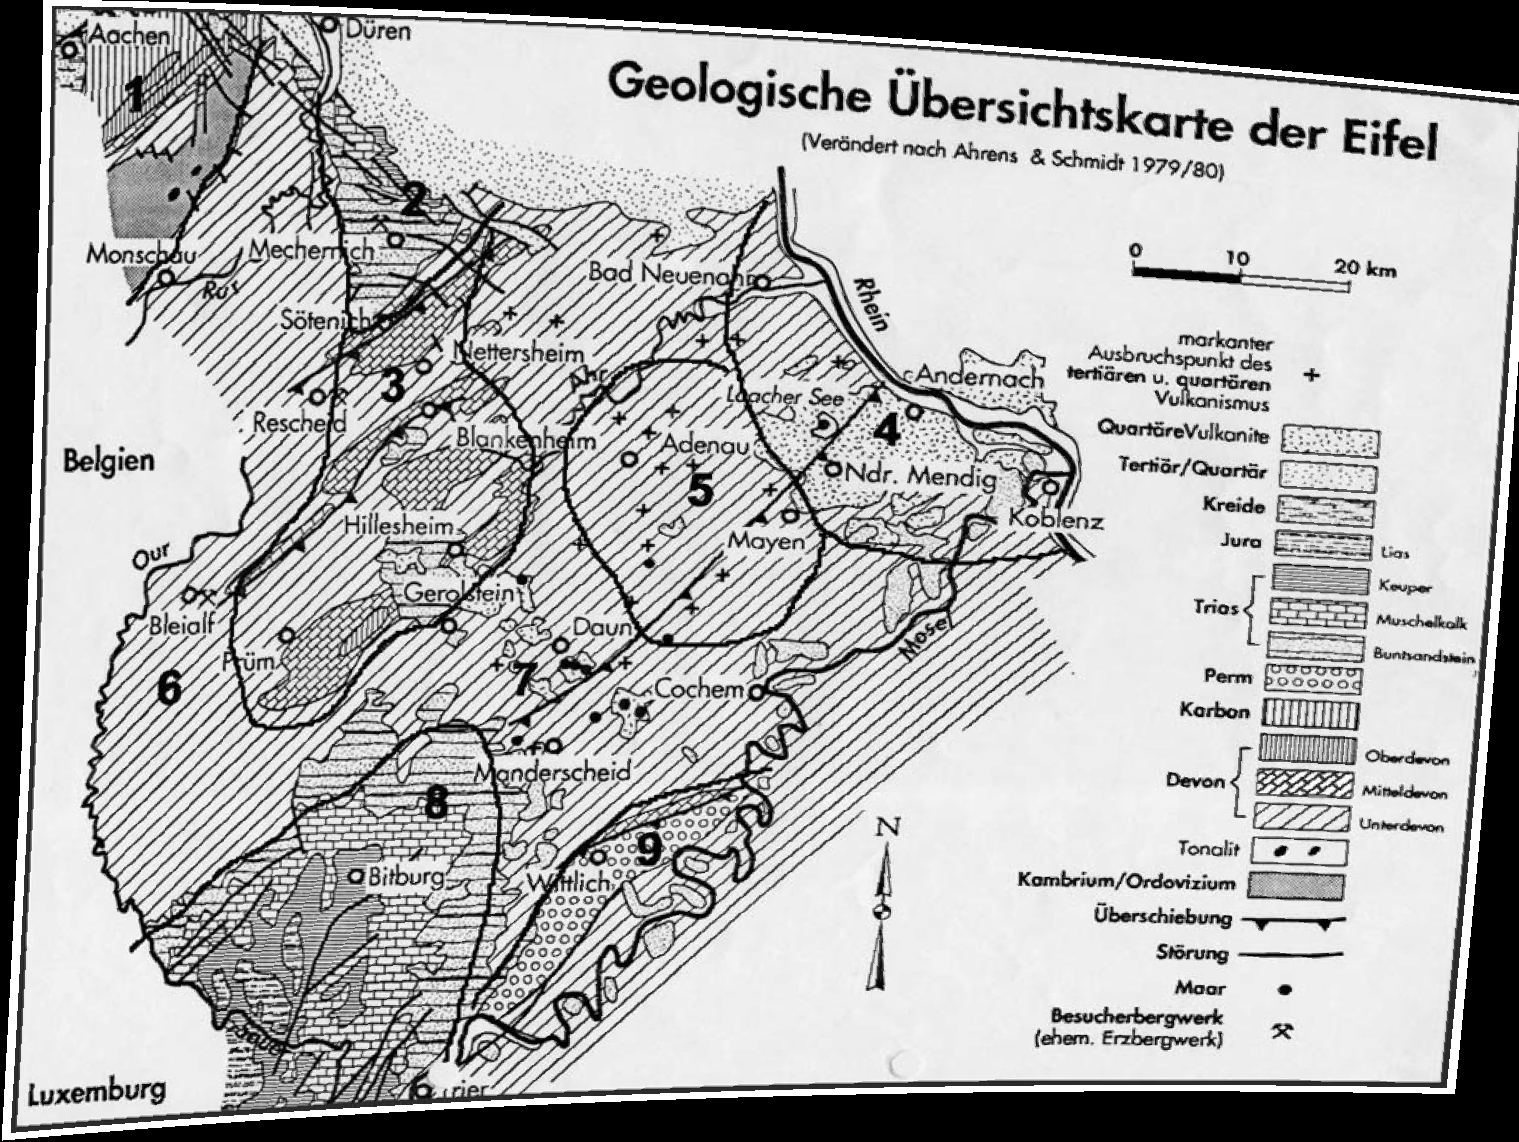 Geologische Übersichtskarte der Eifel
(Verändert nach Ahrens & Schmidt 1979/80)
Aachen
Düren
1
2
Monschau
Rur
Mechernich
Bad Neuenahr
Rhein
0 10 20 km
Sötenich
Nettersheim
Ahr
3
Rescheid
Laacher See
Andernach
4
Belgien
Blankenheim
Adenau
Ndr. Mendig
5
Koblenz
Hillesheim
Mayen
Our
Gerolstein
Bleialf
Daun
Mosel
Prüm
6
7
Cochem
Manderscheid
8
9
N
Bitburg
Wittlich
Sauer
Luxemburg
rier
markanter
Ausbruchspunkt des
tertiären u. quartären
Vulkanismus
Quartäre Vulkanite
Tertiär/Quartär
Kreide
Jura
Lias
Trias
Keuper
Muschelkalk
Buntsandstein
Perm
Karbon
Devon
Oberdevon
Mitteldevon
Unterdevon
Tonalit
Kambrium/Ordovizium
Überschiebung
Störung
Maar
Besucherbergwerk
(ehem. Erzbergwerk)